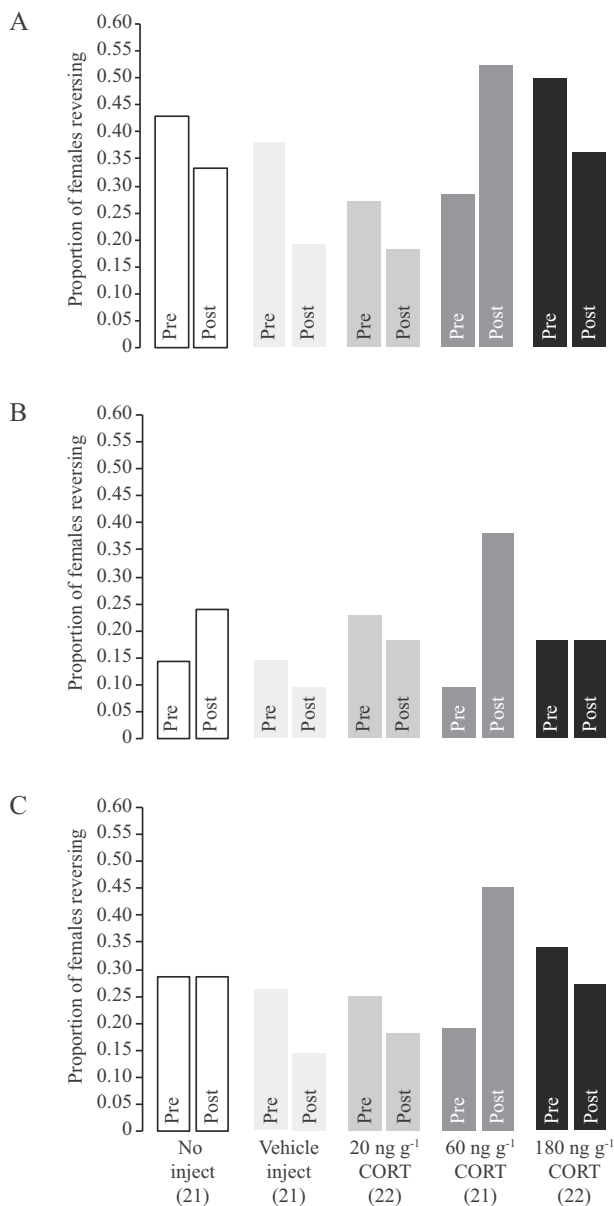 A
Proportion of females reversing
0.60
0.55
0.50
0.45
0.40
0.35
0.30
0.25
0.20
0.15
0.10
0.05
0
Pre
Post
Pre
Post
Pre
Post
Pre
Post
Pre
Post
B
Proportion of females reversing
0.60
0.55
0.50
0.45
0.40
0.35
0.30
0.25
0.20
0.15
0.10
0.05
0
Pre
Post
Pre
Post
Pre
Post
Pre
Post
Pre
Post
C
Proportion of females reversing
0.60
0.55
0.50
0.45
0.40
0.35
0.30
0.25
0.20
0.15
0.10
0.05
0
Pre
Post
Pre
Post
Pre
Post
Pre
Post
Pre
Post
No
inject
(21)
Vehicle
inject
(21)
20 ng g⁻¹
CORT
(22)
60 ng g⁻¹
CORT
(21)
180 ng g⁻¹
CORT
(22)